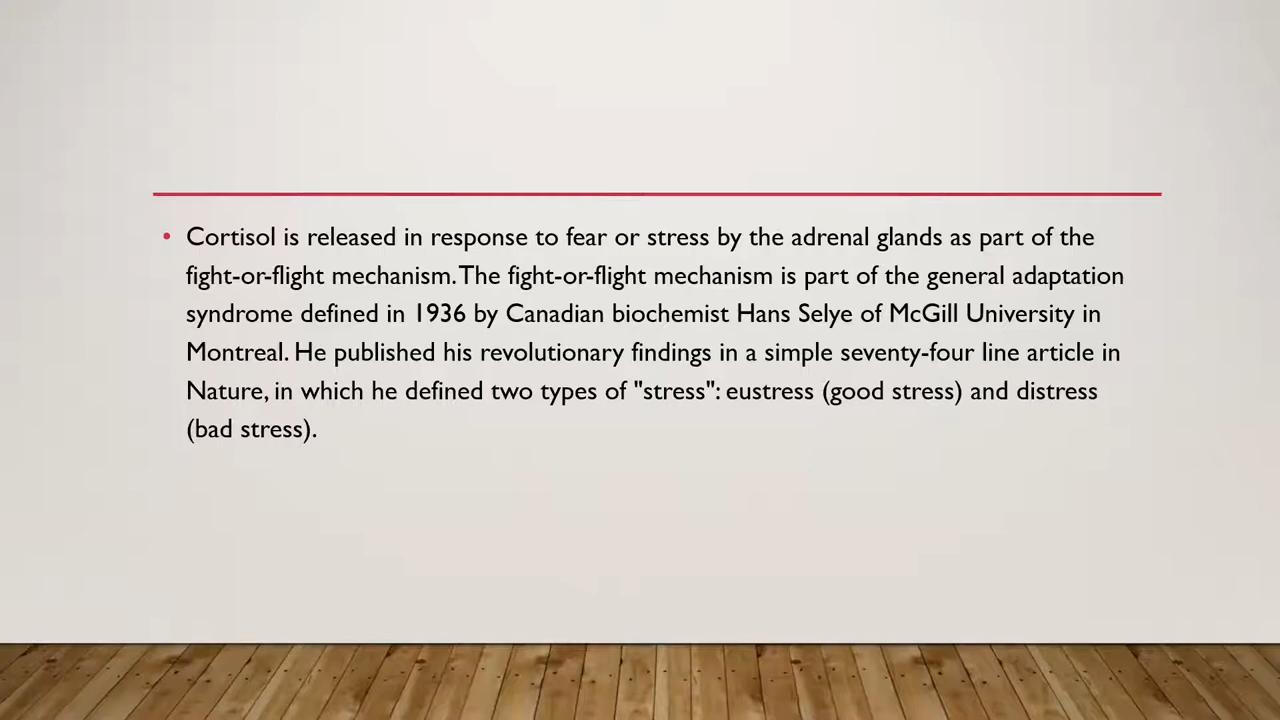 • Cortisol is released in response to fear or stress by the adrenal glands as part of the
fight-or-flight mechanism. The fight-or-flight mechanism is part of the general adaptation
syndrome defined in 1936 by Canadian biochemist Hans Selye of McGill University in
Montreal. He published his revolutionary findings in a simple seventy-four line article in
Nature, in which he defined two types of "stress": eustress (good stress) and distress
(bad stress).